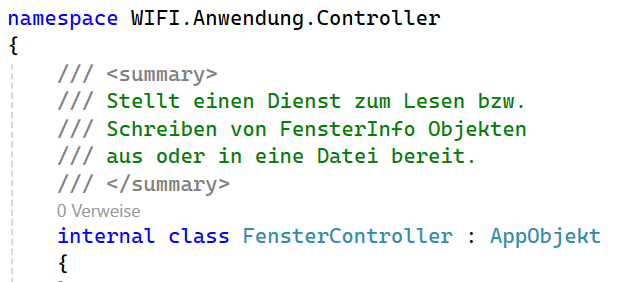 namespace WIFI.Anwendung.Controller
{
/// <summary>
/// Stellt einen Dienst zum Lesen bzw.
/// Schreiben von FensterInfo Objekten
/// aus oder in eine Datei bereit.
/// </summary>
0 Verweise
internal class FensterController : AppObjekt
{